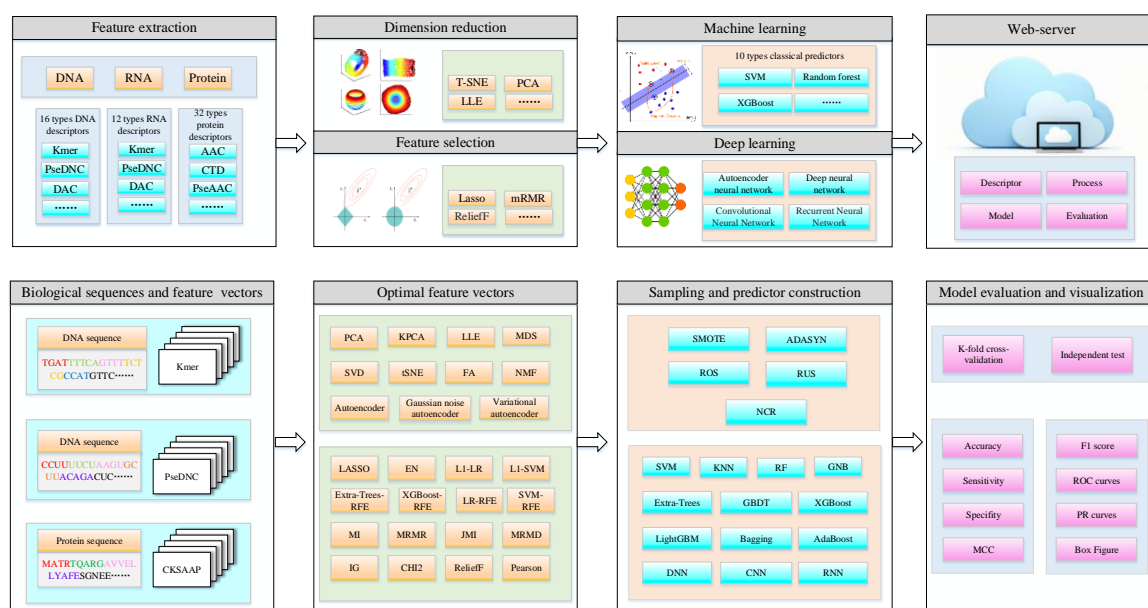 Feature extraction
DNA
RNA
Protein
16 types DNA
descriptors
Kmer
PseDNC
DAC
······
12 types RNA
descriptors
Kmer
PseDNC
DAC
······
32 types
protein
descriptors
AAC
CTD
PseAAC
······
Dimension reduction
T-SNE
PCA
LLE
······
Feature selection
Lasso
mRMR
ReliefF
······
Machine learning
10 types classical predictors
SVM
Random forest
XGBoost
······
Deep learning
Autoencoder
neural network
Deep neural
network
Convolutional
Neural Network
Recurrent Neural
Network
Web-server
Descriptor
Process
Model
Evaluation
Biological sequences and feature vectors
DNA sequence
TGATTTTCAGTTTTCT
CGCCATGTTC······
Kmer
DNA sequence
CCUUUUCUAAGUGC
UUACAGACUC······
PseDNC
Protein sequence
MATRTQARGAVVEL
LYAFESGNEE······
CKSAAP
Optimal feature vectors
PCA
KPCA
LLE
MDS
SVD
tSNE
FA
NMF
Autoencoder
Gaussian noise
autoencoder
Variational
autoencoder
LASSO
EN
L1-LR
L1-SVM
Extra-Trees-
RFE
XGBoost-
RFE
LR-RFE
SVM-
RFE
MI
MRMR
JMI
MRMD
IG
CHI2
ReliefF
Pearson
Sampling and predictor construction
SMOTE
ADASYN
ROS
RUS
NCR
SVM
KNN
RF
GNB
Extra-Trees
GBDT
XGBoost
LightGBM
Bagging
AdaBoost
DNN
CNN
RNN
Model evaluation and visualization
K-fold cross-
validation
Independent test
Accuracy
F1 score
Sensitivity
ROC curves
Specifity
PR curves
MCC
Box Figure